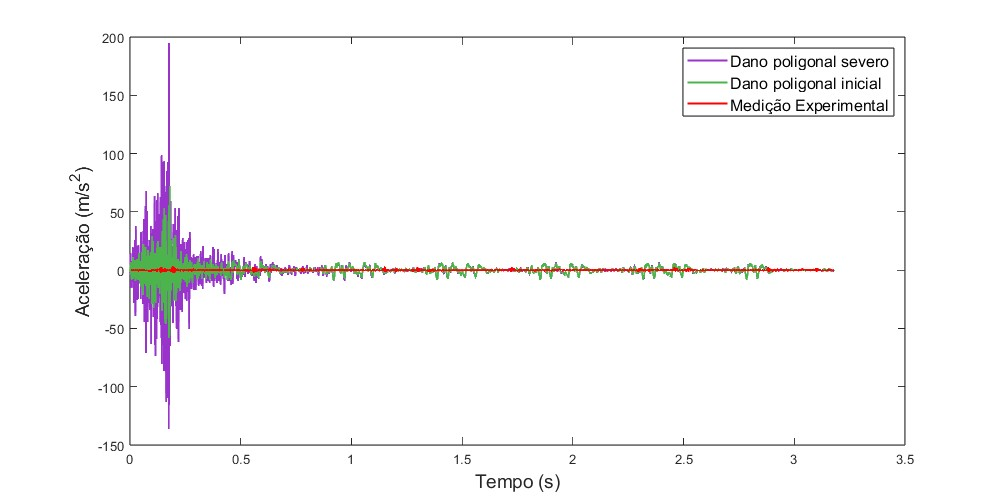 Dano poligonal severo
Dano poligonal inicial
Medição Experimental
Aceleração (m/s²)
200
150
100
50
0
-50
-100
-150
0 0.5 1 1.5 2 2.5 3 3.5
Tempo (s)